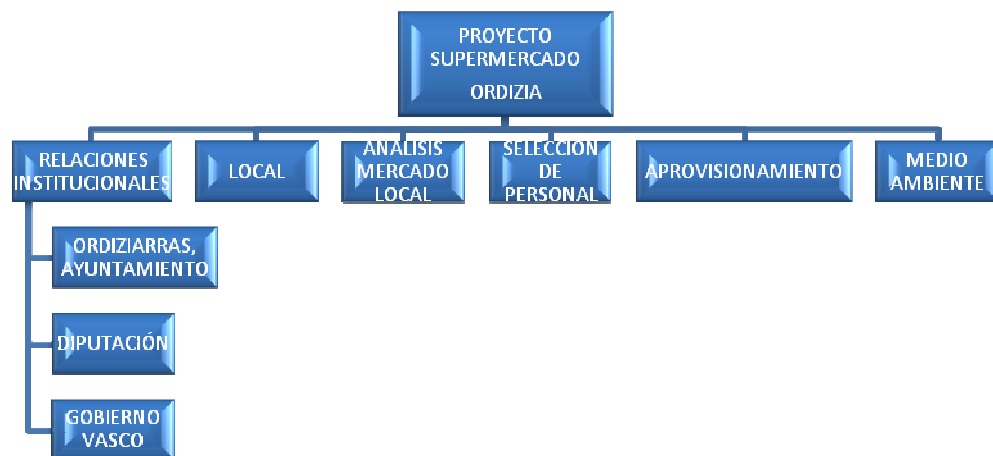 PROYECTO
SUPERMERCADO
ORDIZIA
RELACIONES
INSTITUCIONALES
LOCAL
ANÁLISIS
MERCADO
LOCAL
SELECCIÓN
DE
PERSONAL
APROVISIONAMIENTO
MEDIO
AMBIENTE
ORDIZIARRAS,
AYUNTAMIENTO
DIPUTACIÓN
GOBIERNO
VASCO